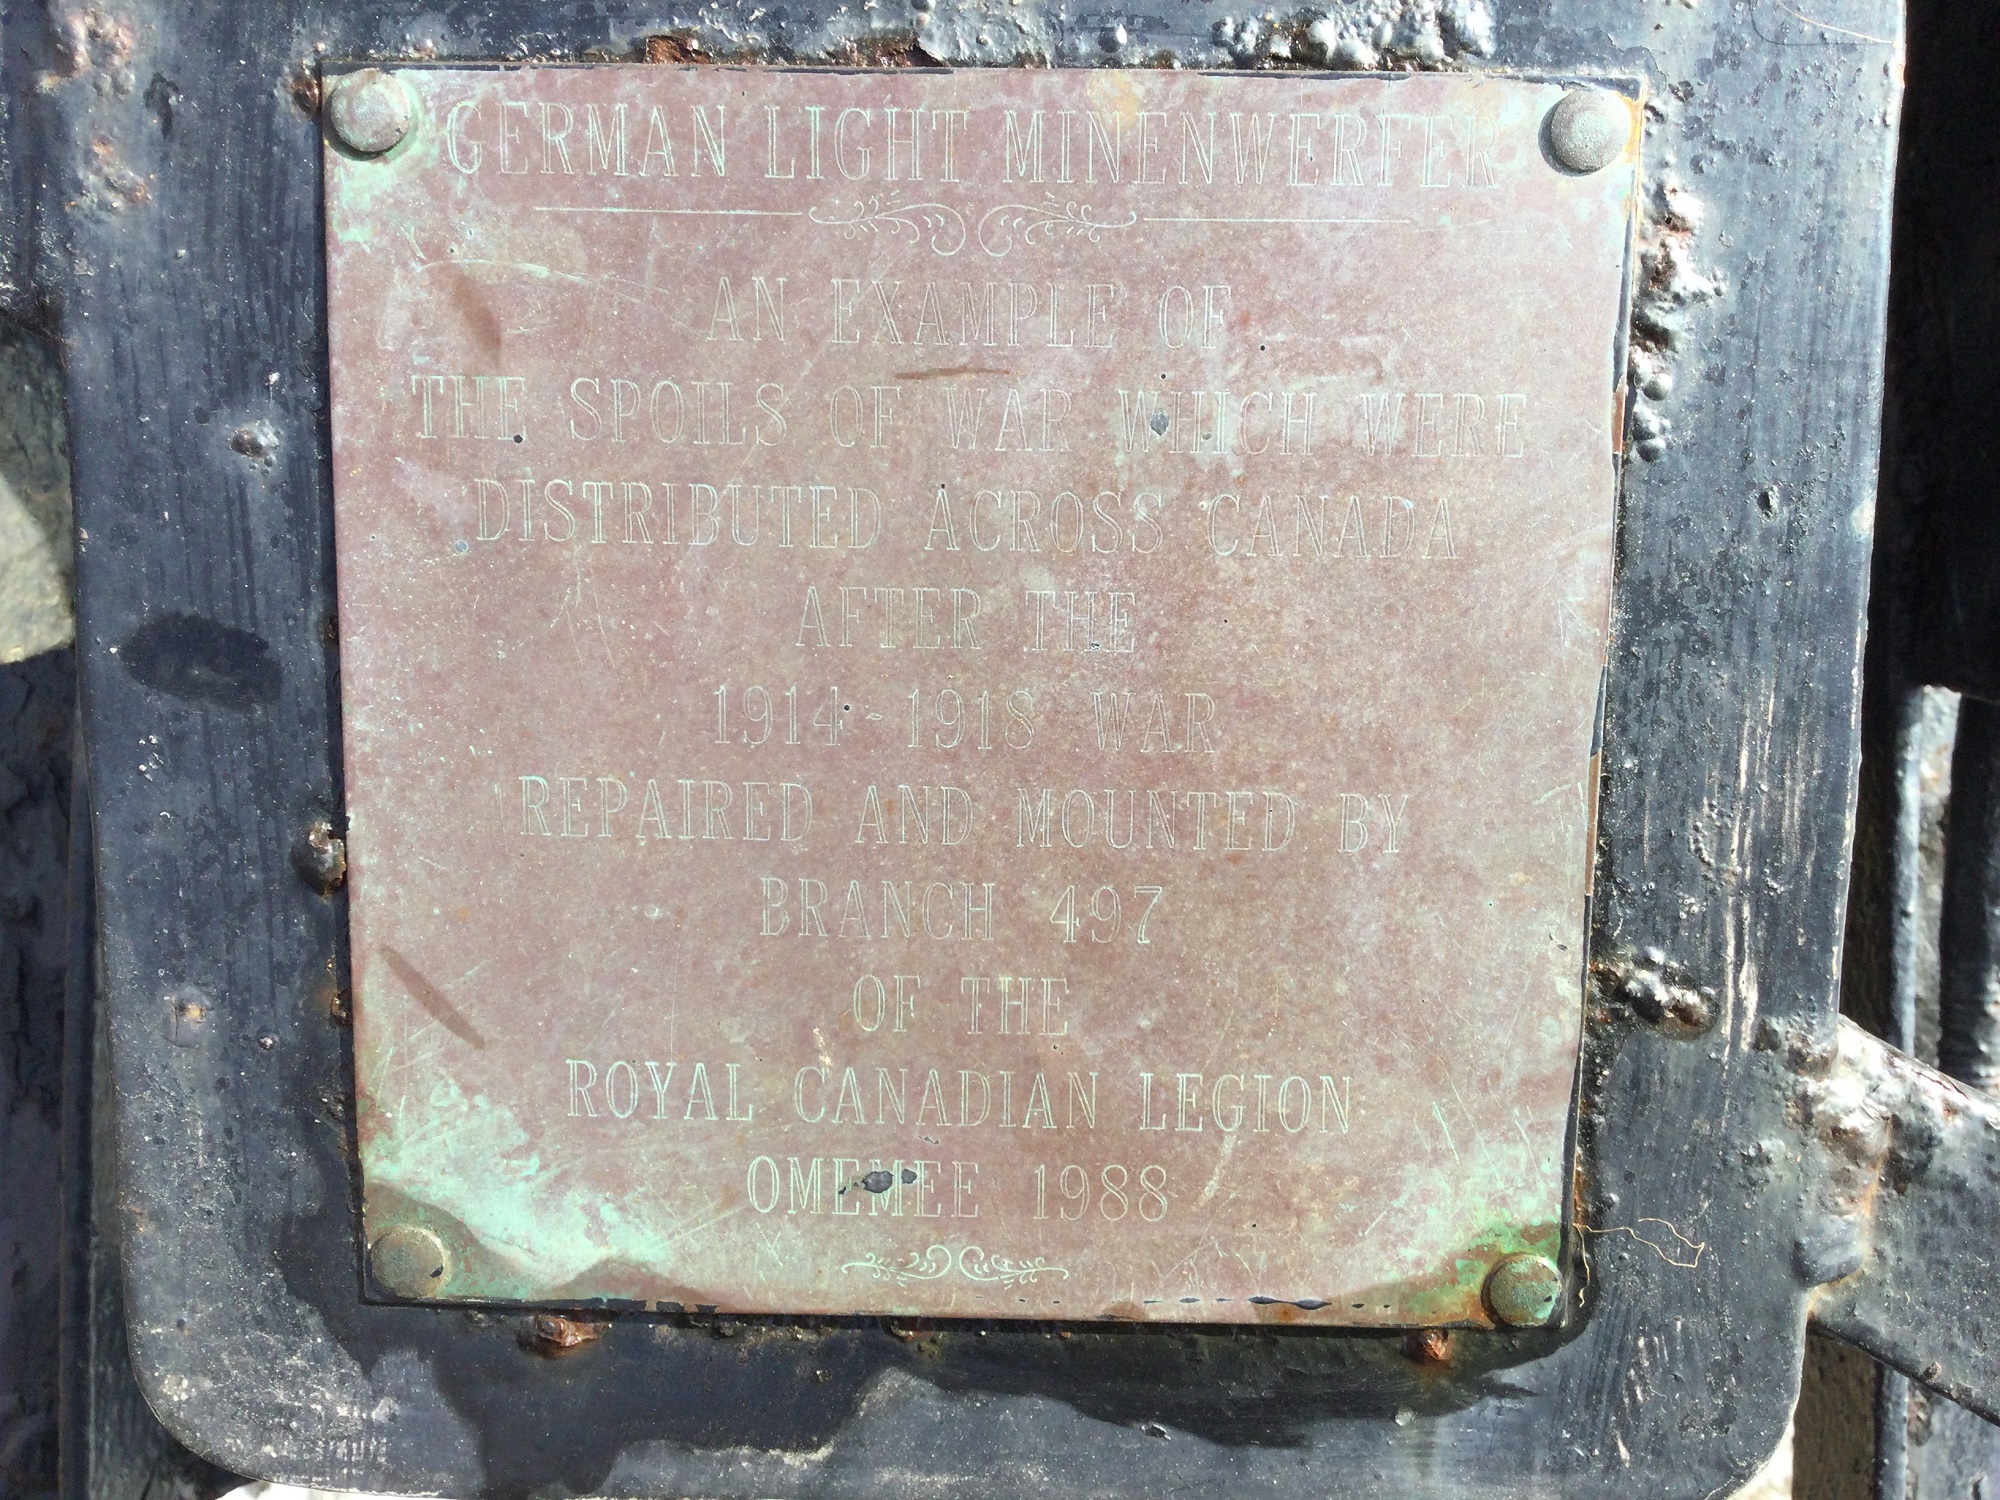 GERMAN LIGHT MINENWERFER
AN EXAMPLE OF
THE SPOILS OF WAR WHICH WERE
DISTRIBUTED ACROSS CANADA
AFTER THE
1914-1918 WAR
REPAIRED AND MOUNTED BY
BRANCH 497
OF THE
ROYAL CANADIAN LEGION
OMEMEE 1988